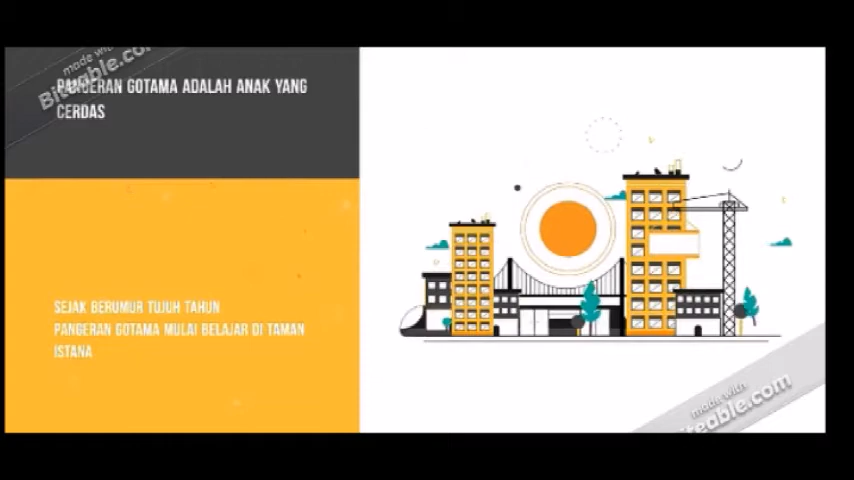 made with
Biteable.com
PANGERAN GOTAMA ADALAH ANAK YANG
CERDAS
SEJAK BERUMUR TUJUH TAHUN
PANGERAN GOTAMA MULAI BELAJAR DI TAMAN
ISTANA
made with
Biteable.com